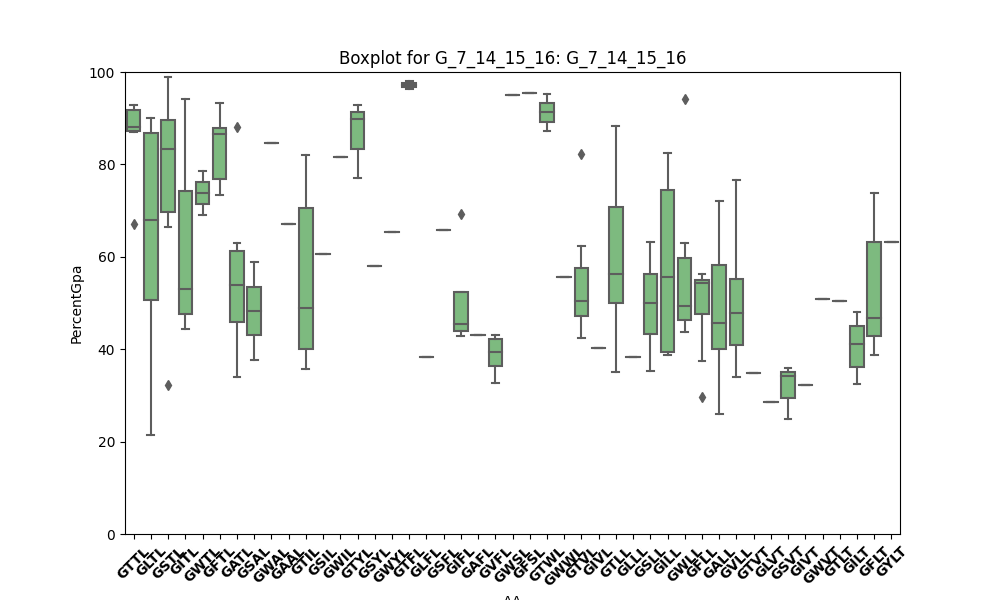 Boxplot for G_7_14_15_16: G_7_14_15_16
PercentGpa
100
80
60
40
20
0
GTTL
GLTL
GSTL
GITL
GWTL
GFTL
GATL
GSAL
GWAL
GAAL
GTIL
GSIL
GWIL
GTYL
GSYL
GWYL
GTFL
GLFL
GSFL
GIFL
GAFL
GVFL
GWSL
GFSL
GTWL
GWWL
GTVL
GIVL
GTLL
GLLL
GSLL
GILL
GWLL
GFLL
GALL
GVLL
GTVT
GLVT
GSVT
GIVT
GWVT
GTLT
GILT
GFLT
GYLT